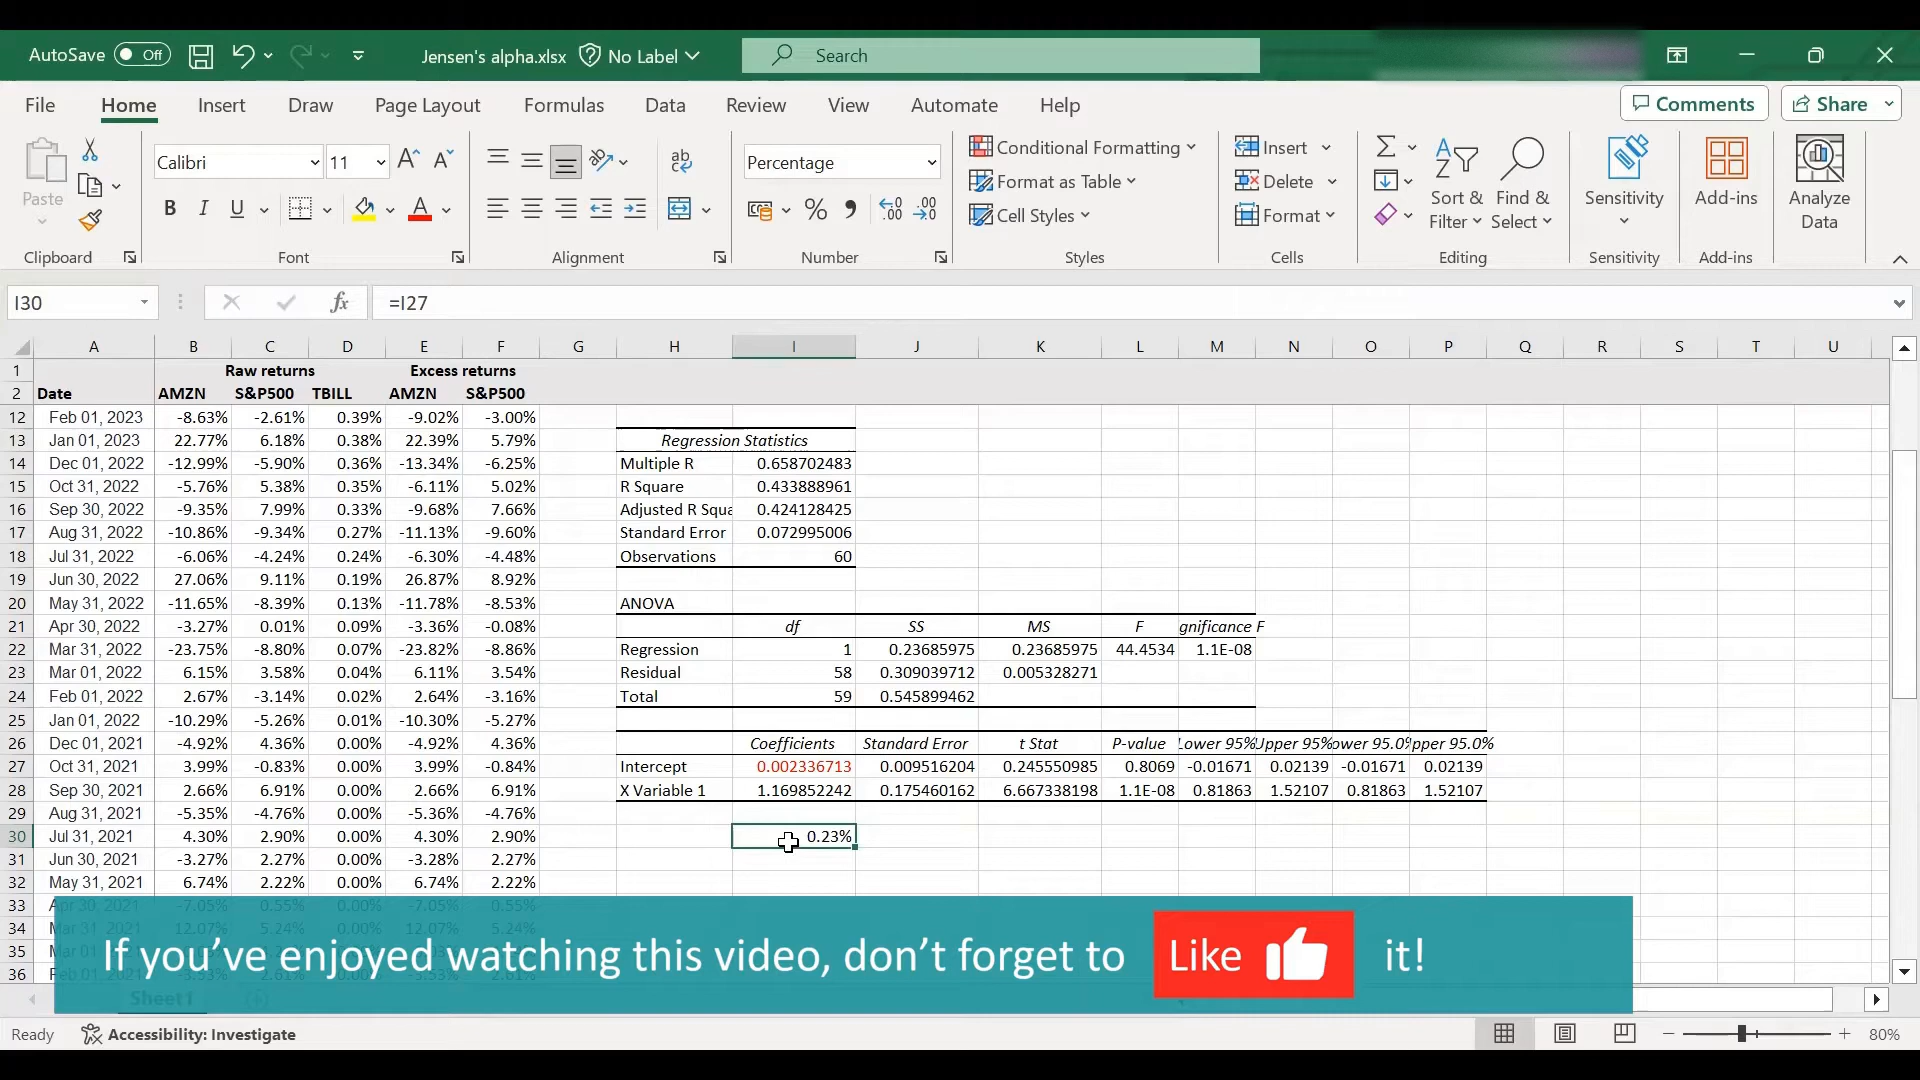 AutoSave Off Jensen's alpha.xlsx No Label Search
File Home Insert Draw Page Layout Formulas Data Review View Automate Help Comments Share
Paste Calibri 11 A^ A ab Percentage Conditional Formatting Insert Σ
Format as Table Delete
B I U A % 9 Cell Styles Format Sort & Filter Find & Select Sensitivity Add-ins Analyze Data
Clipboard Font Alignment Number Styles Cells Editing Sensitivity Add-ins
I30 fx =I27
A B C D E F G H I J K L M N O P Q R S T U
1 Raw returns Excess returns
2 Date AMZN S&P500 TBILL AMZN S&P500
12 Feb 01, 2023 -8.63% -2.61% 0.39% -9.02% -3.00%
13 Jan 01, 2023 22.77% 6.18% 0.38% 22.39% 5.79% Regression Statistics
14 Dec 01, 2022 -12.99% -5.90% 0.36% -13.34% -6.25% Multiple R 0.658702483
15 Oct 31, 2022 -5.76% 5.38% 0.35% -6.11% 5.02% R Square 0.433888961
16 Sep 30, 2022 -9.35% 7.99% 0.33% -9.68% 7.66% Adjusted R Squa 0.424128425
17 Aug 31, 2022 -10.86% -9.34% 0.27% -11.13% -9.60% Standard Error 0.072995006
18 Jul 31, 2022 -6.06% -4.24% 0.24% -6.30% -4.48% Observations 60
19 Jun 30, 2022 27.06% 9.11% 0.19% 26.87% 8.92%
20 May 31, 2022 -11.65% -8.39% 0.13% -11.78% -8.53% ANOVA
21 Apr 30, 2022 -3.27% 0.01% 0.09% -3.36% -0.08% df SS MS F gnificance F
22 Mar 31, 2022 -23.75% -8.80% 0.07% -23.82% -8.86% Regression 1 0.23685975 0.23685975 44.4534 1.1E-08
23 Mar 01, 2022 6.15% 3.58% 0.04% 6.11% 3.54% Residual 58 0.309039712 0.005328271
24 Feb 01, 2022 2.67% -3.14% 0.02% 2.64% -3.16% Total 59 0.545899462
25 Jan 01, 2022 -10.29% -5.26% 0.01% -10.30% -5.27%
26 Dec 01, 2021 -4.92% 4.36% 0.00% -4.92% 4.36% Coefficients Standard Error t Stat P-value Lower 95% Upper 95% ower 95.0% pper 95.0%
27 Oct 31, 2021 3.99% -0.83% 0.00% 3.99% -0.84% Intercept 0.002336713 0.009516204 0.245550985 0.8069 -0.01671 0.02139 -0.01671 0.02139
28 Sep 30, 2021 2.66% 6.91% 0.00% 2.66% 6.91% X Variable 1 1.169852242 0.175460162 6.667338198 1.1E-08 0.81863 1.52107 0.81863 1.52107
29 Aug 31, 2021 -5.35% -4.76% 0.00% -5.35% -4.76%
30 Jul 31, 2021 4.30% 2.90% 0.00% 4.30% 2.90% 0.23%
31 Jun 30, 2021 -3.27% 2.27% 0.00% -3.28% 2.27%
32 May 31, 2021 6.74% 2.22% 0.00% 6.74% 2.22%
33 Apr 30, 2021 -7.05% 0.55% 0.00% -7.05% 0.55%
34 Mar 31, 2021 12.07% 5.24% 0.00% 12.07% 5.24%
35
36
If you've enjoyed watching this video, don't forget to Like it!
Sheet1
Ready Accessibility: Investigate 80%